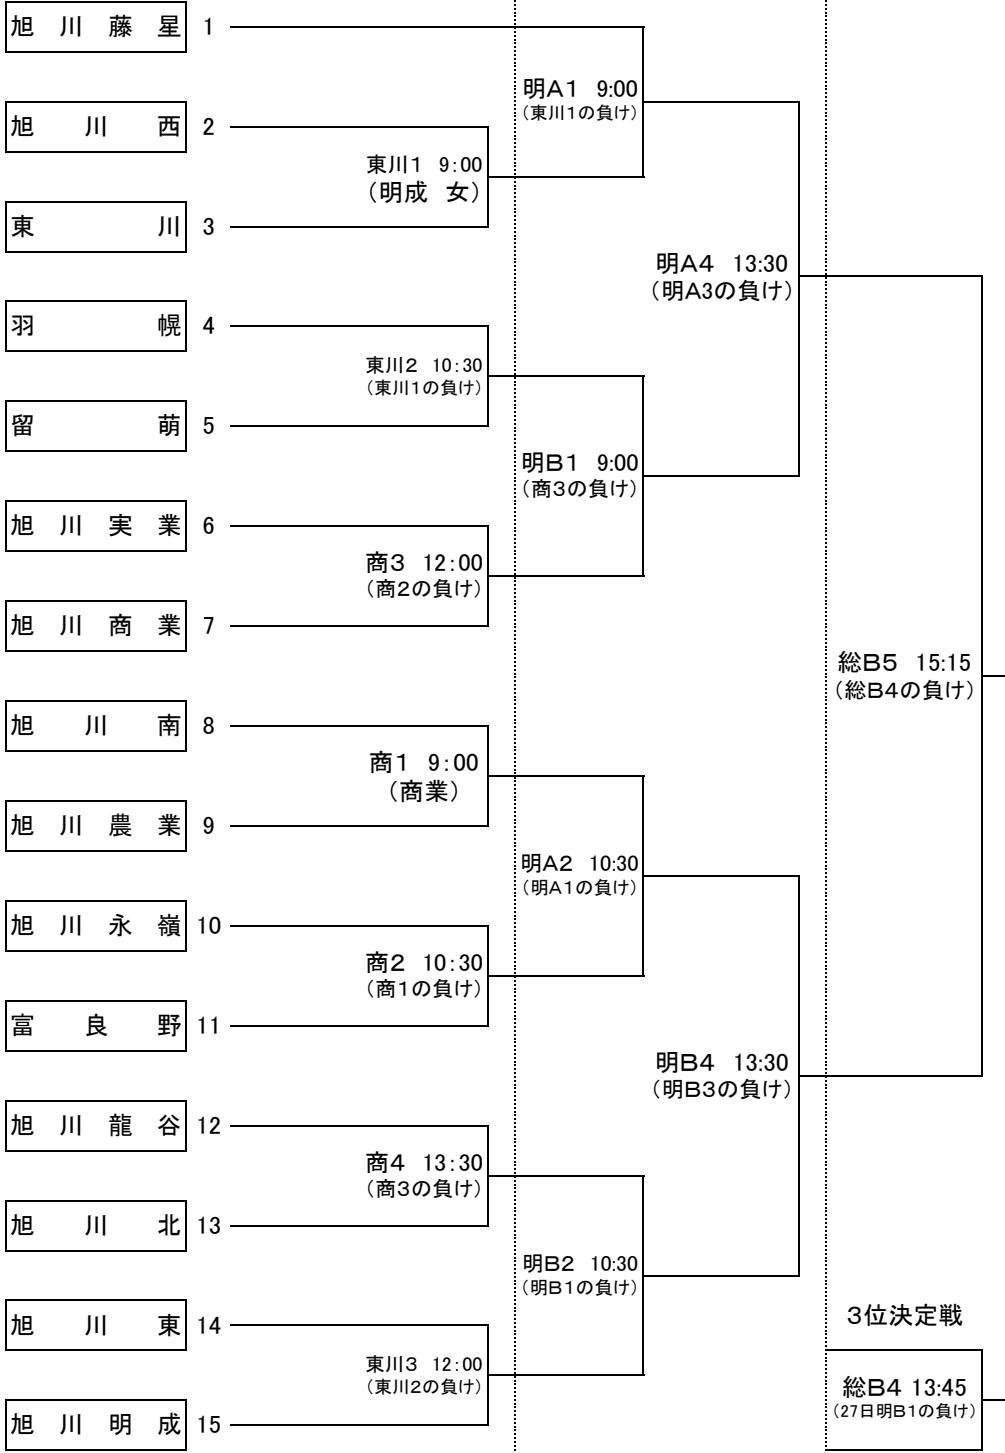 旭川藤星 1
明A1 9:00
(東川1の負け)
旭川西 2
東川1 9:00
(明成 女)
東川 3
明A4 13:30
(明A3の負け)
羽幌 4
東川2 10:30
(東川1の負け)
留萌 5
明B1 9:00
(商3の負け)
旭川実業 6
商3 12:00
(商2の負け)
旭川商業 7
総B5 15:15
(総B4の負け)
旭川南 8
商1 9:00
(商業)
旭川農業 9
明A2 10:30
(明A1の負け)
旭川永嶺 10
商2 10:30
(商1の負け)
富良野 11
明B4 13:30
(明B3の負け)
旭川龍谷 12
商4 13:30
(商3の負け)
旭川北 13
明B2 10:30
(明B1の負け)
旭川東 14
3位決定戦
東川3 12:00
(東川2の負け)
総B4 13:45
(27日明B1の負け)
旭川明成 15